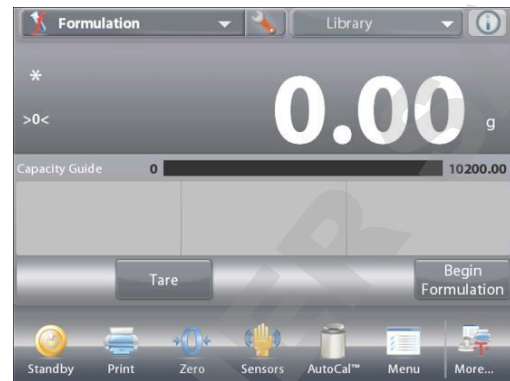 Formulation
Library
*
>0<
0.00 g
Capacity Guide 0 10200.00
Tare
Begin
Formulation
Standby Print Zero Sensors AutoCal™ Menu More...